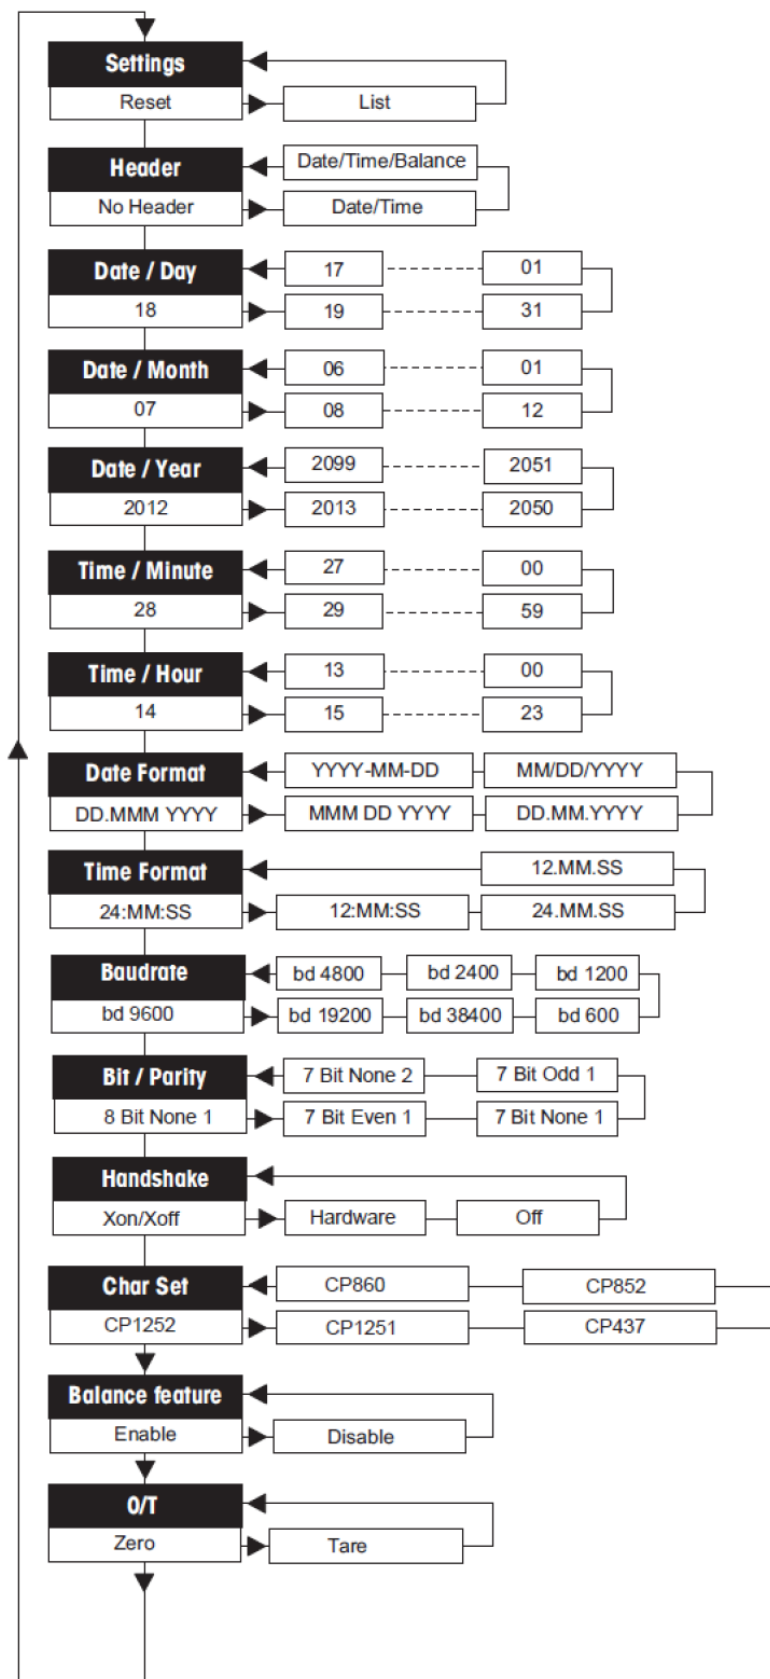 Settings
Reset List
Header Date/Time/Balance
No Header Date/Time
Date / Day 17 01
18 19 31
Date / Month 06 01
07 08 12
Date / Year 2099 2051
2012 2013 2050
Time / Minute 27 00
28 29 59
Time / Hour 13 00
14 15 23
Date Format YYYY-MM-DD MM/DD/YYYY
DD.MMM YYYY MMM DD YYYY DD.MM.YYYY
Time Format 12.MM.SS
24:MM:SS 12:MM:SS 24.MM.SS
Baudrate bd 4800 bd 2400 bd 1200
bd 9600 bd 19200 bd 38400 bd 600
Bit / Parity 7 Bit None 2 7 Bit Odd 1
8 Bit None 1 7 Bit Even 1 7 Bit None 1
Handshake
Xon/Xoff Hardware Off
Char Set CP860 CP852
CP1252 CP1251 CP437
Balance feature
Enable Disable
O/T
Zero Tare